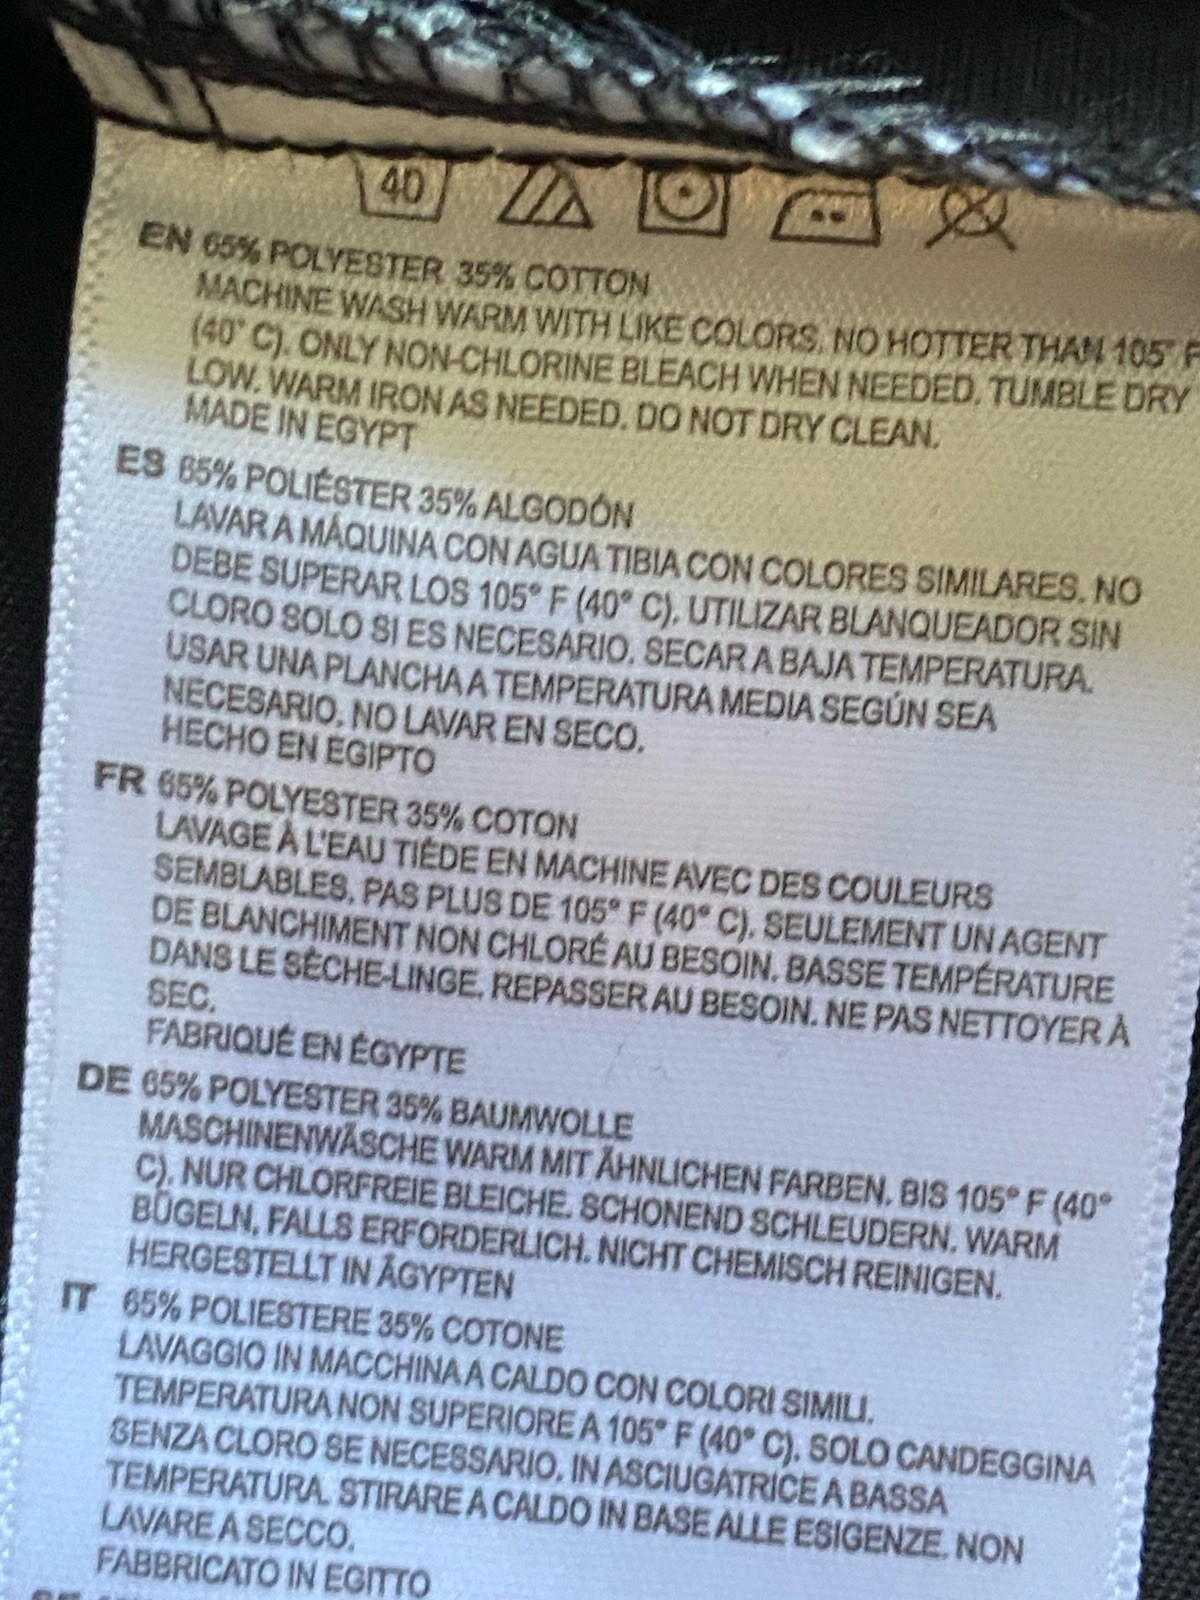 40
EN 65% POLYESTER 35% COTTON
MACHINE WASH WARM WITH LIKE COLORS. NO HOTTER THAN 105° F
(40° C). ONLY NON-CHLORINE BLEACH WHEN NEEDED. TUMBLE DRY
LOW. WARM IRON AS NEEDED. DO NOT DRY CLEAN.
MADE IN EGYPT
ES 65% POLIÉSTER 35% ALGODÓN
LAVAR A MÁQUINA CON AGUA TIBIA CON COLORES SIMILARES. NO
DEBE SUPERAR LOS 105° F (40° C). UTILIZAR BLANQUEADOR SIN
CLORO SOLO SI ES NECESARIO. SECAR A BAJA TEMPERATURA.
USAR UNA PLANCHA A TEMPERATURA MEDIA SEGÚN SEA
NECESARIO. NO LAVAR EN SECO.
HECHO EN EGIPTO
FR 65% POLYESTER 35% COTON
LAVAGE À L'EAU TIÈDE EN MACHINE AVEC DES COULEURS
SEMBLABLES. PAS PLUS DE 105° F (40° C). SEULEMENT UN AGENT
DE BLANCHIMENT NON CHLORÉ AU BESOIN. BASSE TEMPÉRATURE
DANS LE SÈCHE-LINGE. REPASSER AU BESOIN. NE PAS NETTOYER À
SEC.
FABRIQUÉ EN ÉGYPTE
DE 65% POLYESTER 35% BAUMWOLLE
MASCHINENWÄSCHE WARM MIT ÄHNLICHEN FARBEN. BIS 105° F (40°
C). NUR CHLORFREIE BLEICHE. SCHONEND SCHLEUDERN. WARM
BÜGELN, FALLS ERFORDERLICH. NICHT CHEMISCH REINIGEN.
HERGESTELLT IN ÄGYPTEN
IT 65% POLIESTERE 35% COTONE
LAVAGGIO IN MACCHINA A CALDO CON COLORI SIMILI.
TEMPERATURA NON SUPERIORE A 105° F (40° C). SOLO CANDEGGINA
SENZA CLORO SE NECESSARIO. IN ASCIUGATRICE A BASSA
TEMPERATURA. STIRARE A CALDO IN BASE ALLE ESIGENZE. NON
LAVARE A SECCO.
FABBRICATO IN EGITTO